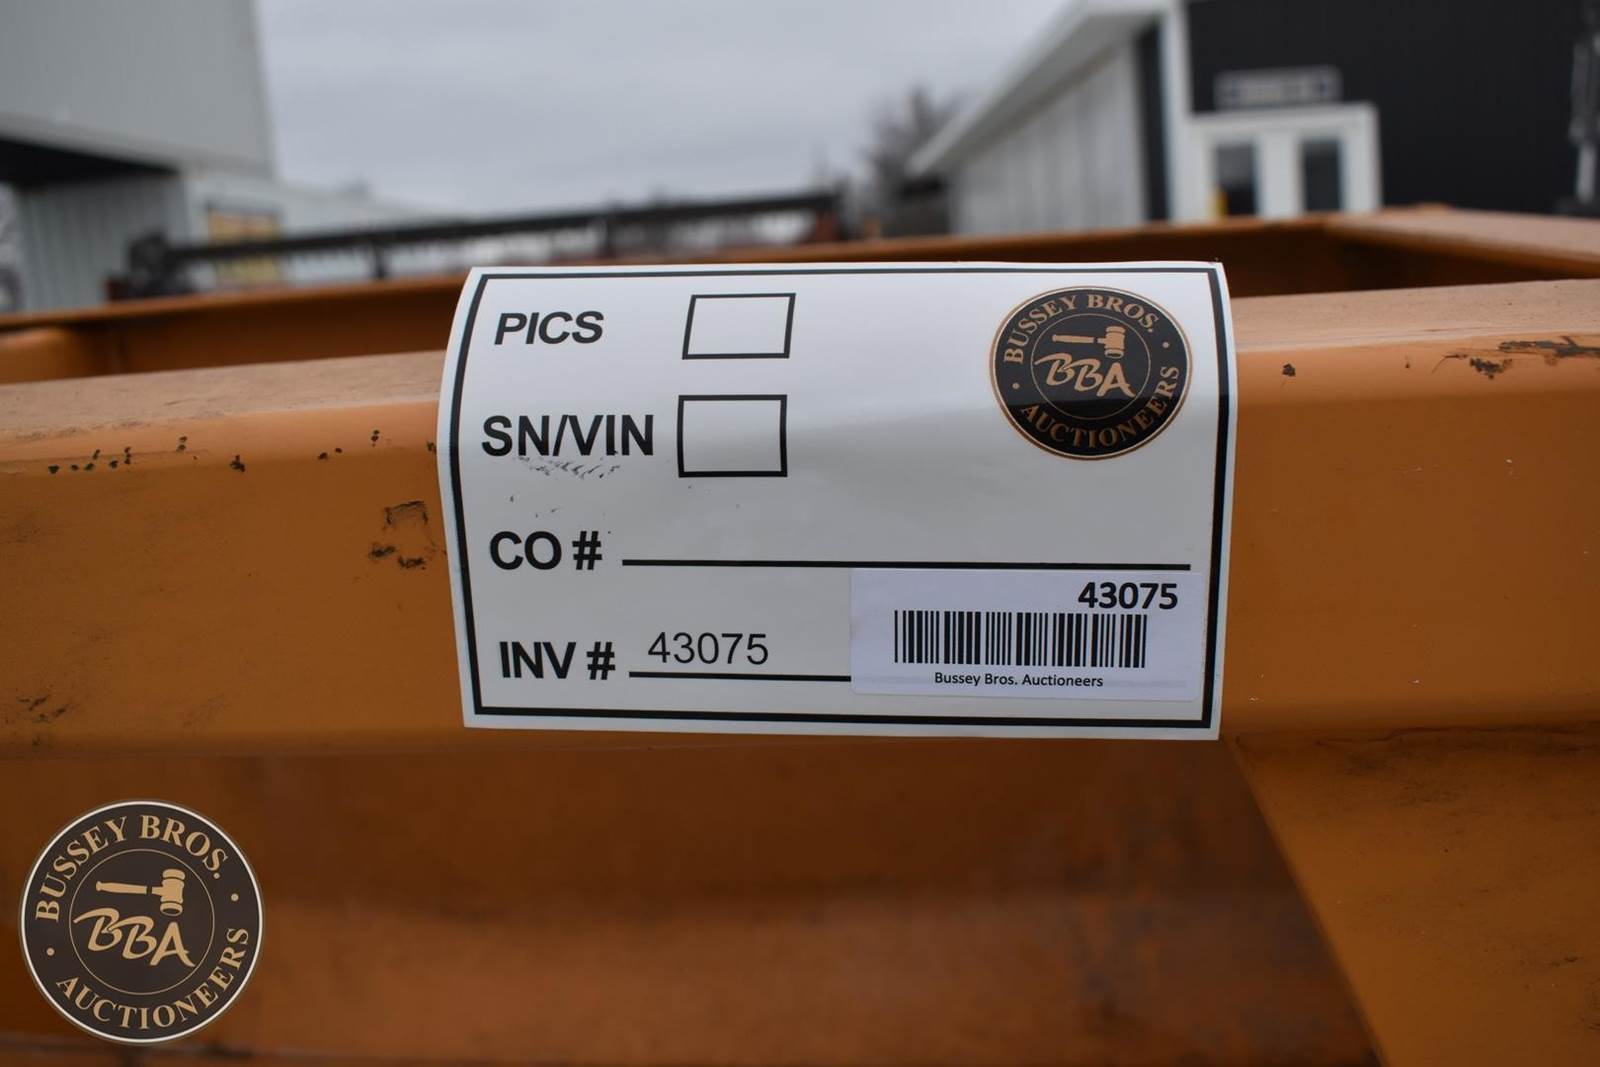 PICS
SN/VIN
CO #
INV # 43075
43075
Bussey Bros. Auctioneers
BUSSEY BROS.
BBA
AUCTIONEERS
BUSSEY BROS.
BBA
AUCTIONEERS